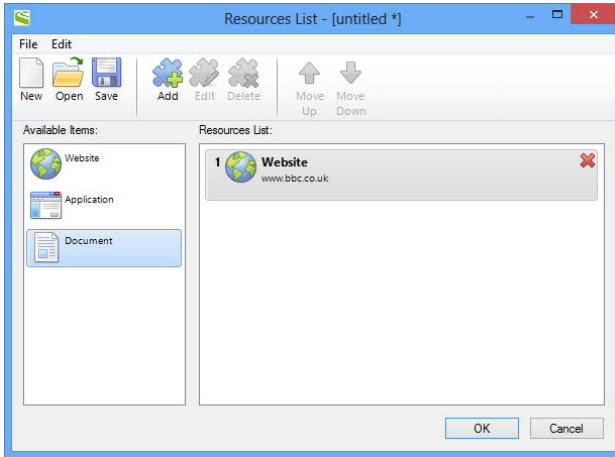 Resources List - [untitled *]
File Edit
New Open Save Add Edit Delete Move Up Move Down
Available Items:
Resources List:
Website
Application
Document
1 Website
www.bbc.co.uk
OK Cancel